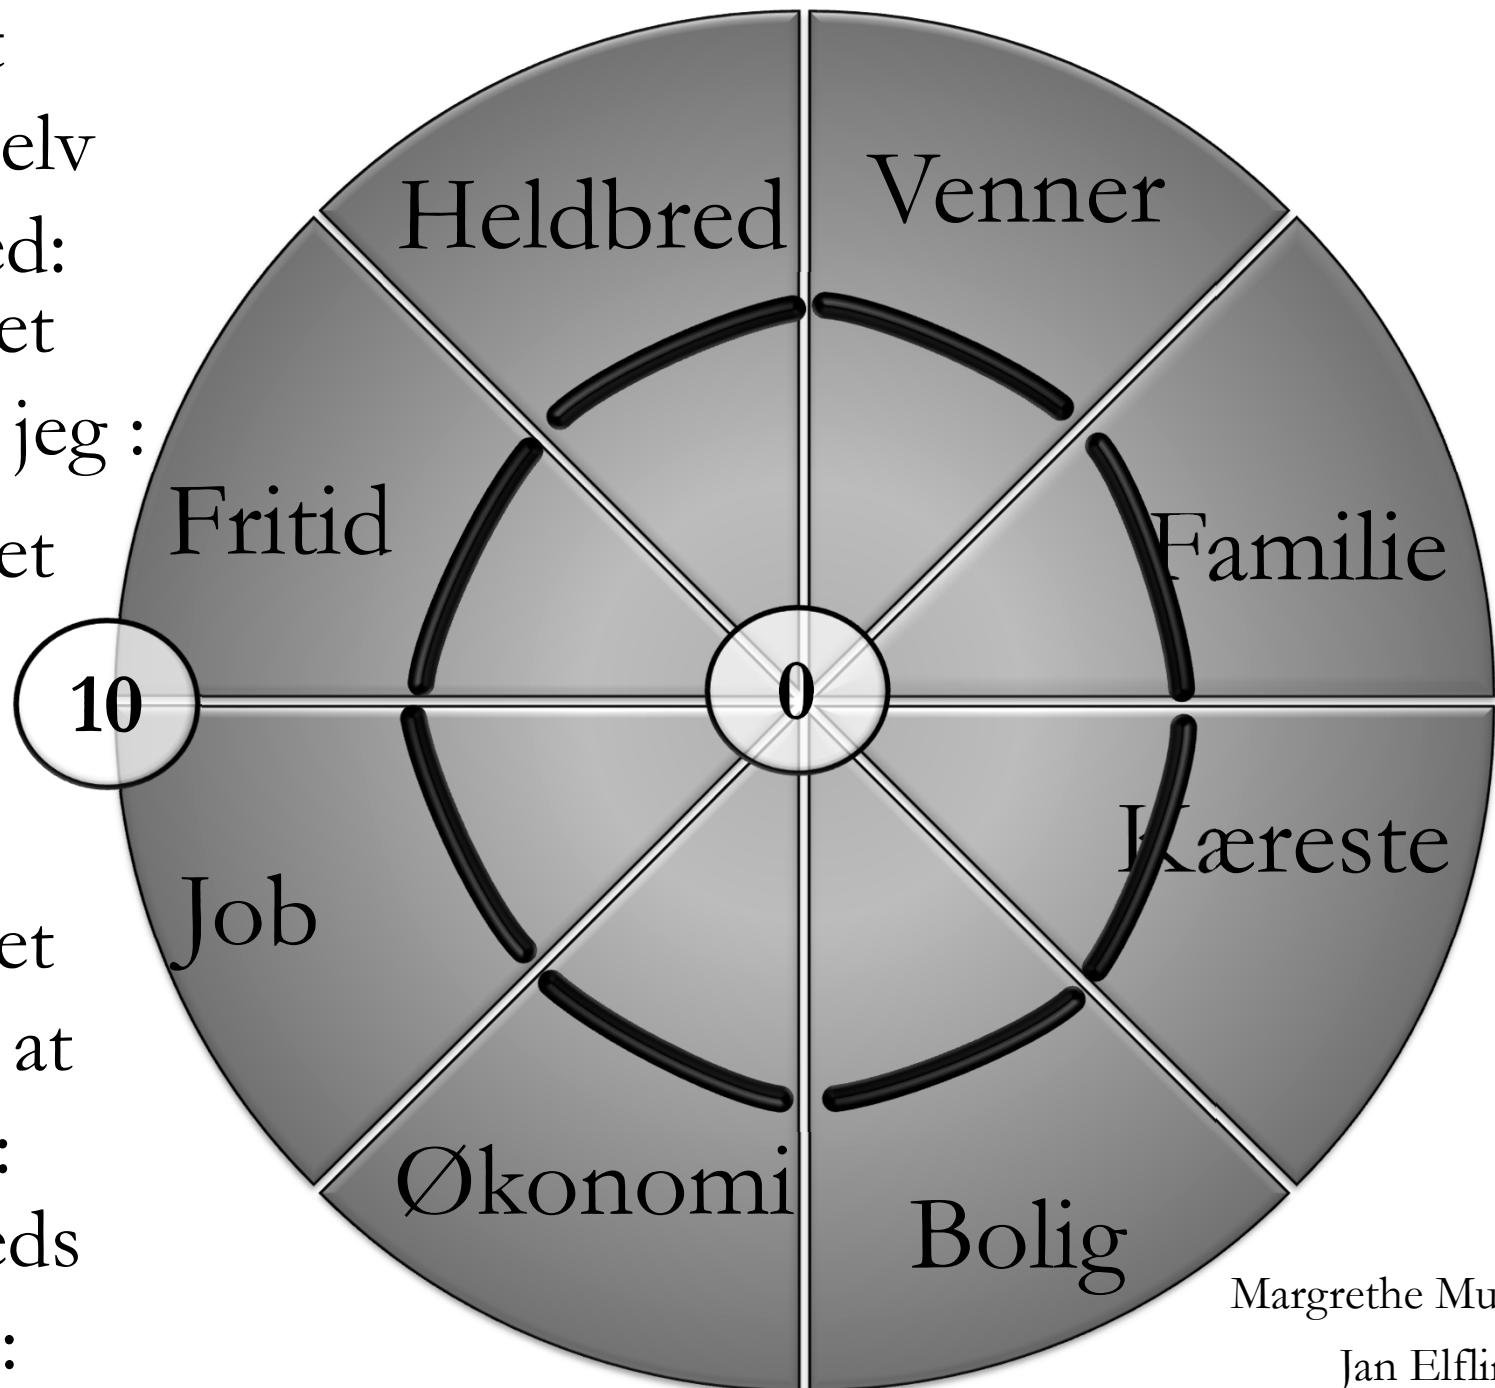 t
elv
ed:
et
jeg :
et
et
at
:
eds
:
Heldbred
Venner
Fritid
Familie
10
0
Kæreste
Job
Økonomi
Bolig
Margrethe Mu
Jan Elflin